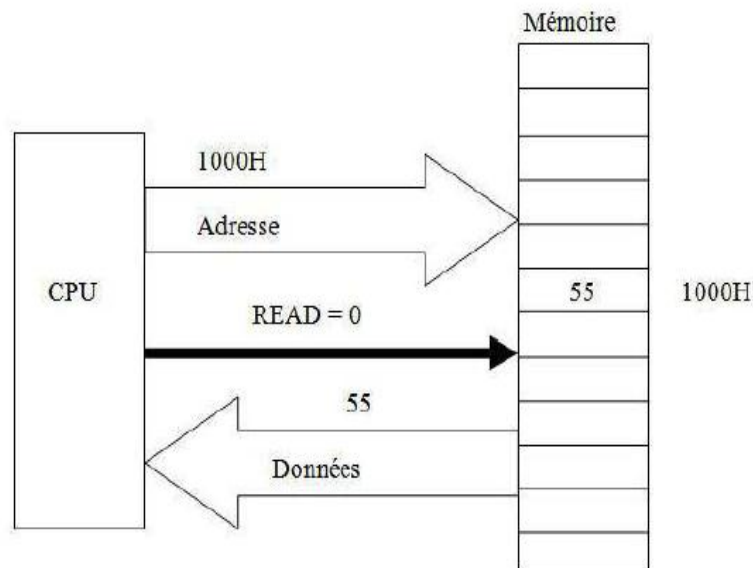 Mémoire
1000H
Adresse
CPU
55
1000H
READ = 0
55
Données